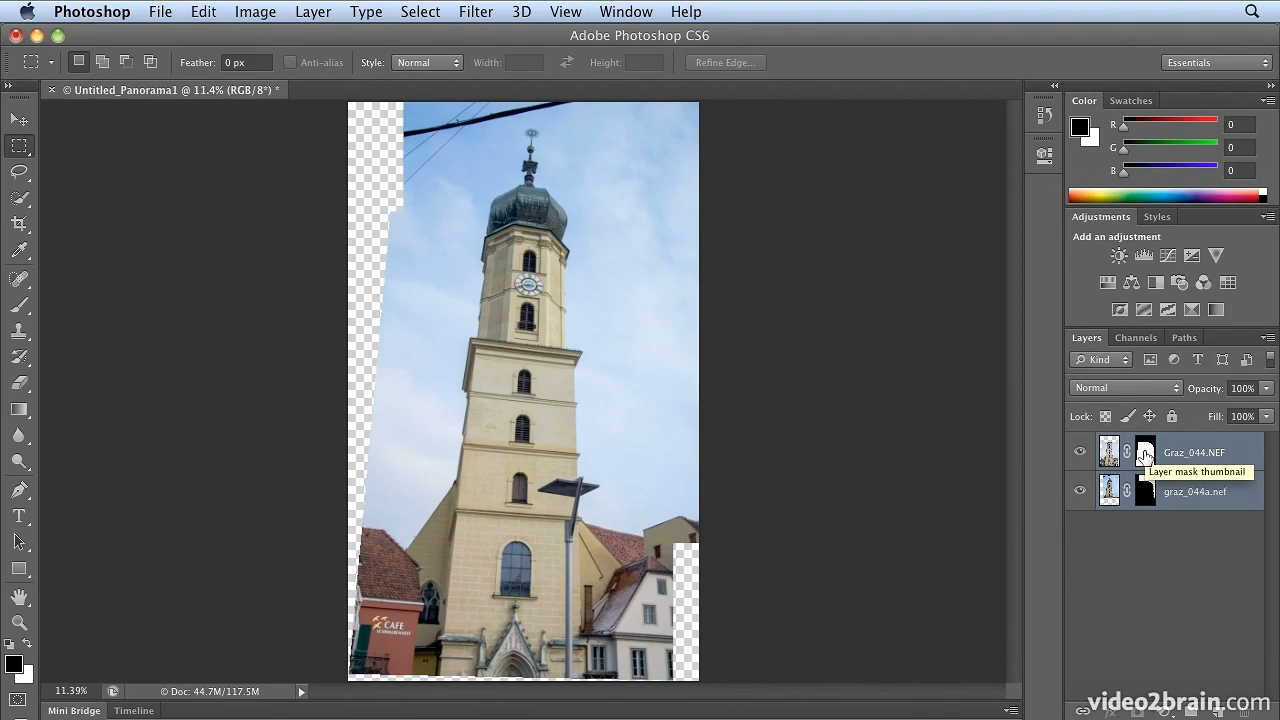 Photoshop File Edit Image Layer Type Select Filter 3D View Window Help
Adobe Photoshop CS6
Feather: 0 px Anti-alias Style: Normal Width: Height: Refine Edge... Essentials
× © Untitled_Panorama1 @ 11.4% (RGB/8°) *
Color Swatches
R 0
G 0
B 0
Adjustments Styles
Add an adjustment
Layers Channels Paths
Kind T
Normal Opacity: 100%
Lock: Fill: 100%
Graz_044.NEF
Layer mask thumbnail
graz_044a.nef
T
CAFE
SCHWALBENNEST
11.39% © Doc: 44.7M/117.5M
Mini Bridge Timeline
video2brain.com